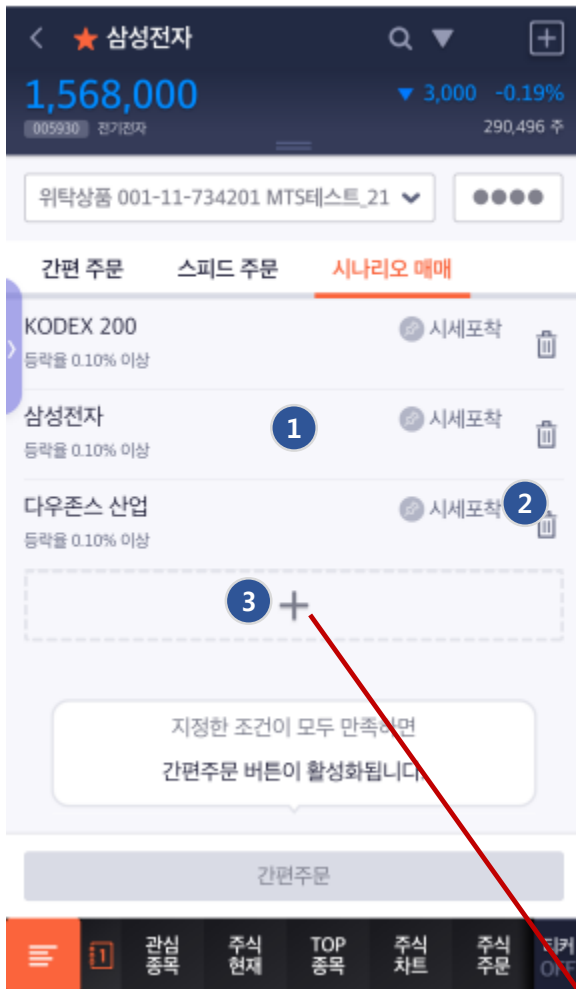 삼성전자
1,568,000
▼ 3,000 -0.19%
005930 전기전자
290,496 주
위탁상품 001-11-734201 MTS테스트_21
간편 주문 스피드 주문 시나리오 매매
KODEX 200 시세포착
등락율 0.10% 이상
삼성전자 1 시세포착
등락율 0.10% 이상
다우존스 산업 시세포착 2
등락율 0.10% 이상
3
지정한 조건이 모두 만족하면
간편주문 버튼이 활성화됩니다.
간편주문
1 관심 종목 주식 현재 TOP 종목 주식 차트 주식 주문 티커 OFF